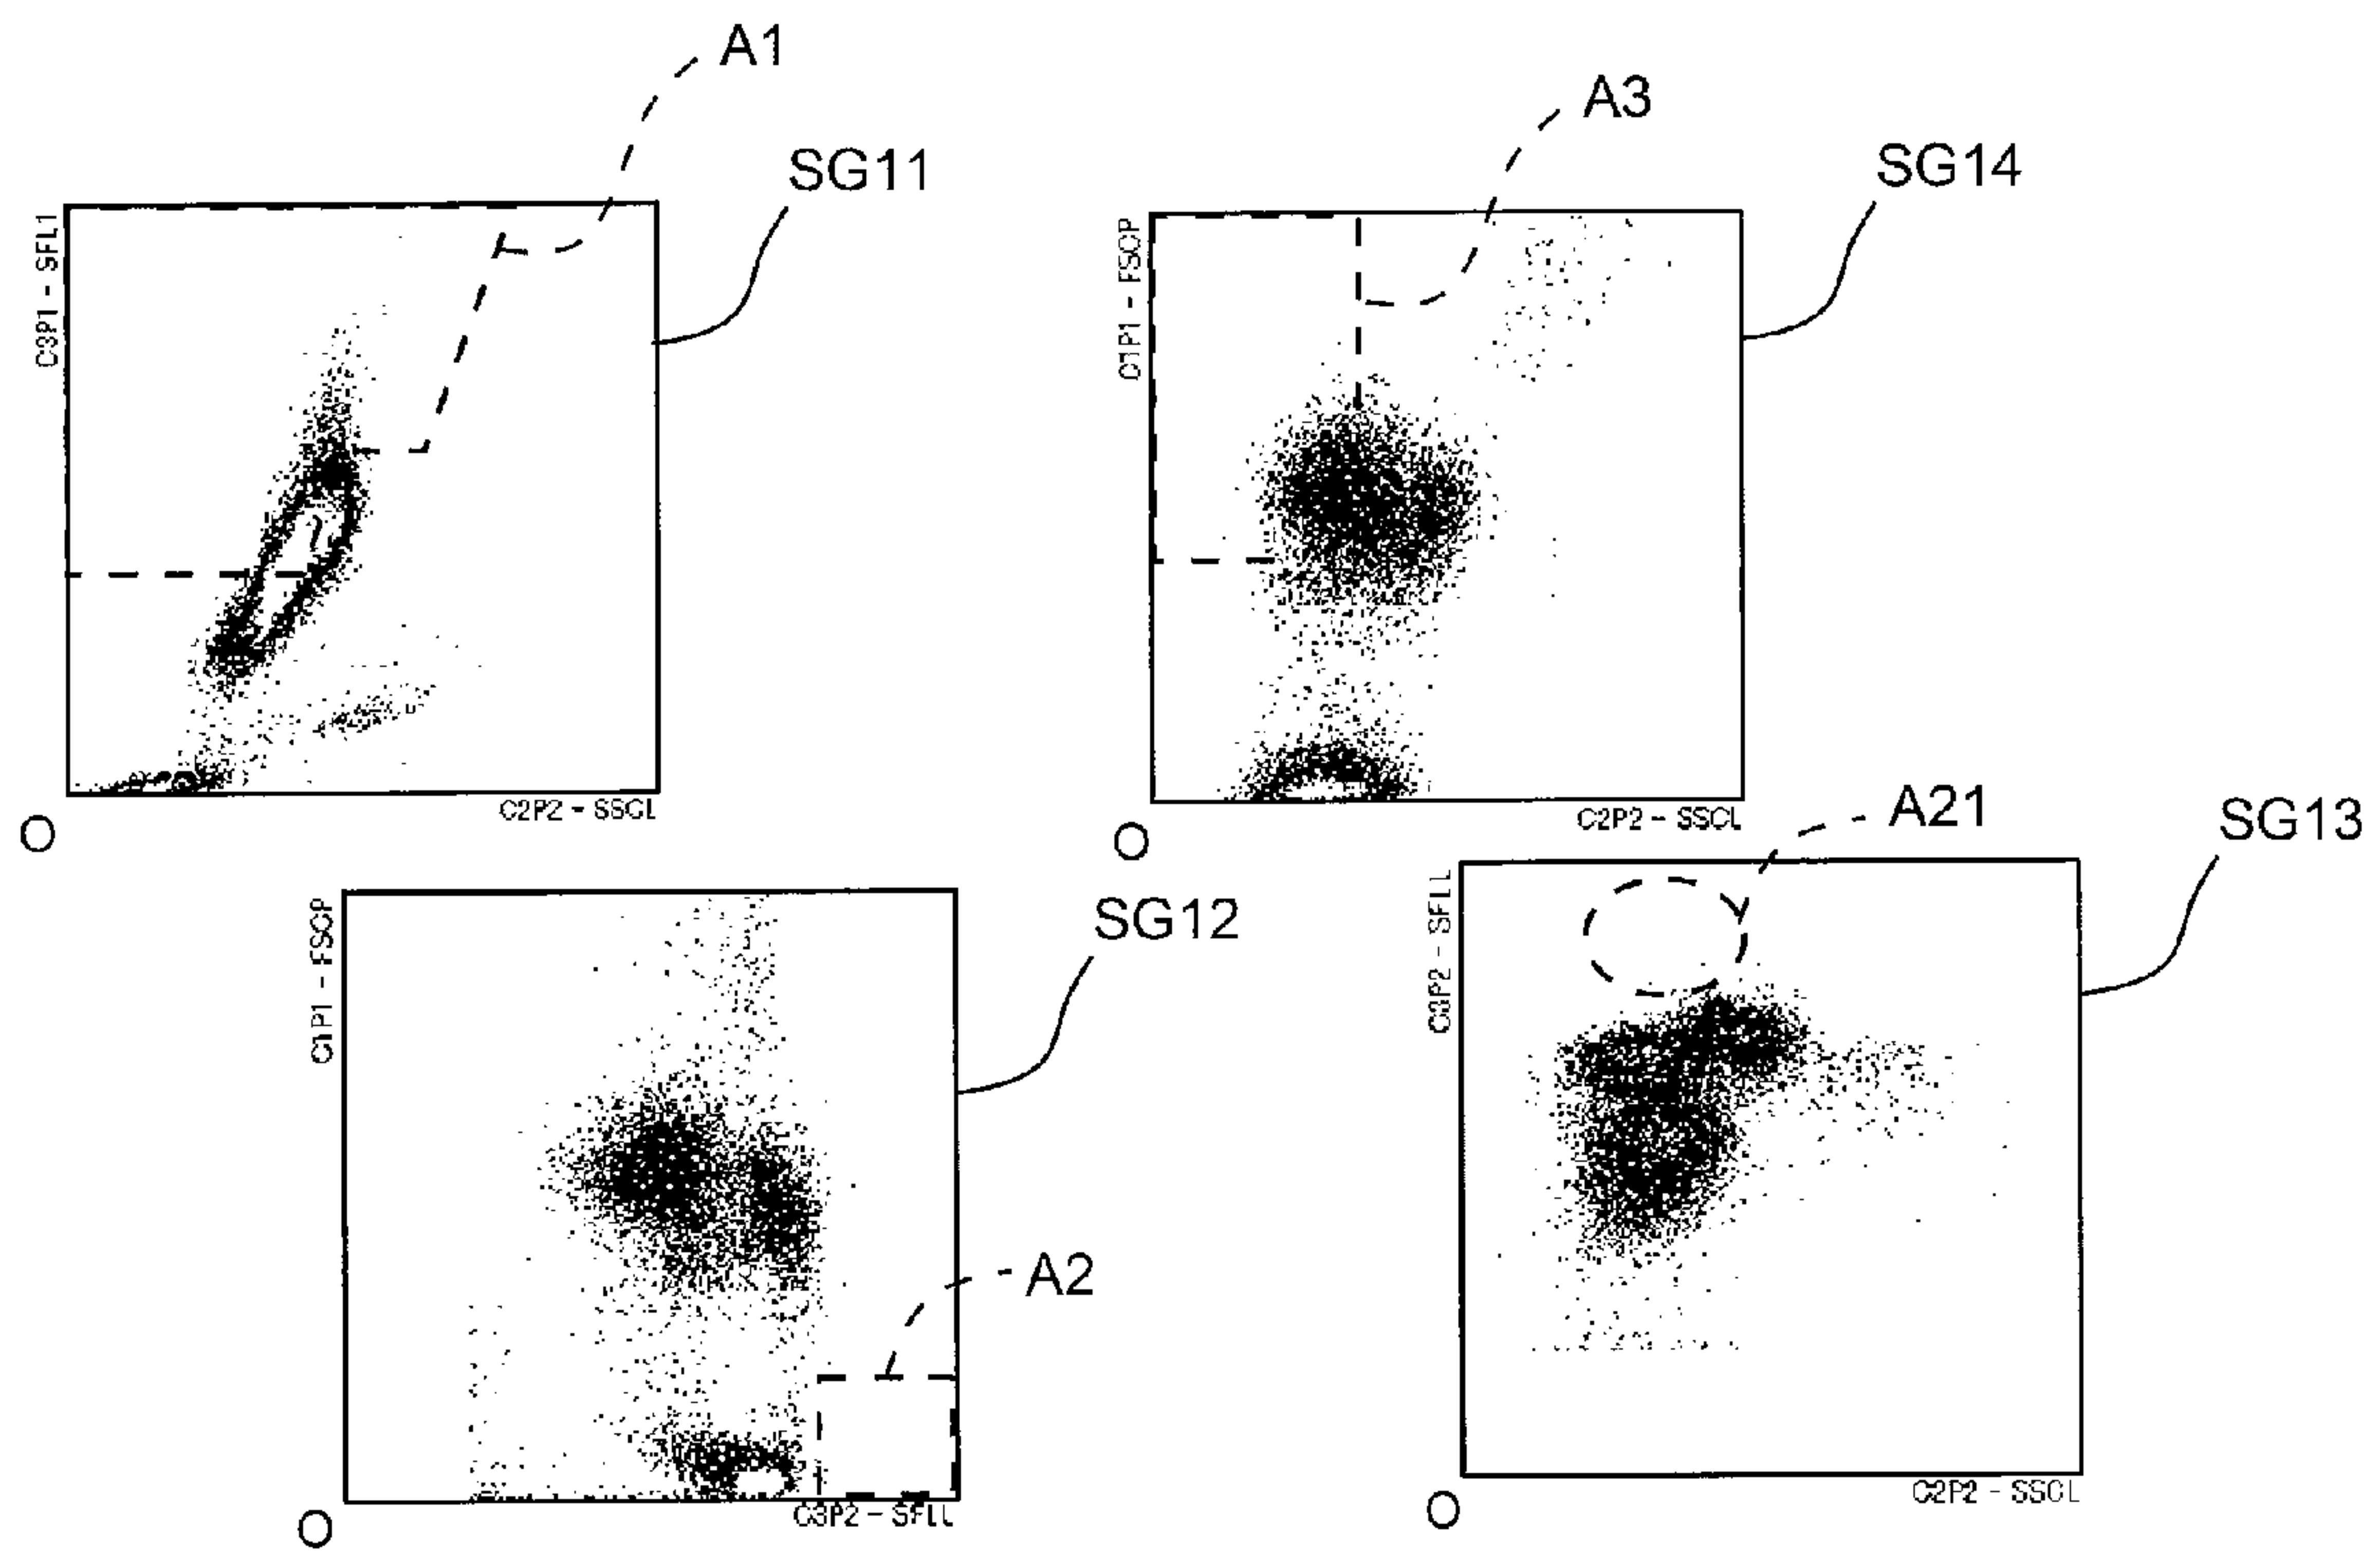 A1
A3
SG11
SG14
C3P1 - SFL1
C1P1 - FSCP
C2P2 - SSCL
C2P2 - SSCL
O
O
A21
SG13
SG12
C1P1 - FSCP
C3P2 - SFLL
A2
C3P2 - SFLL
C2P2 - SSCL
O
O